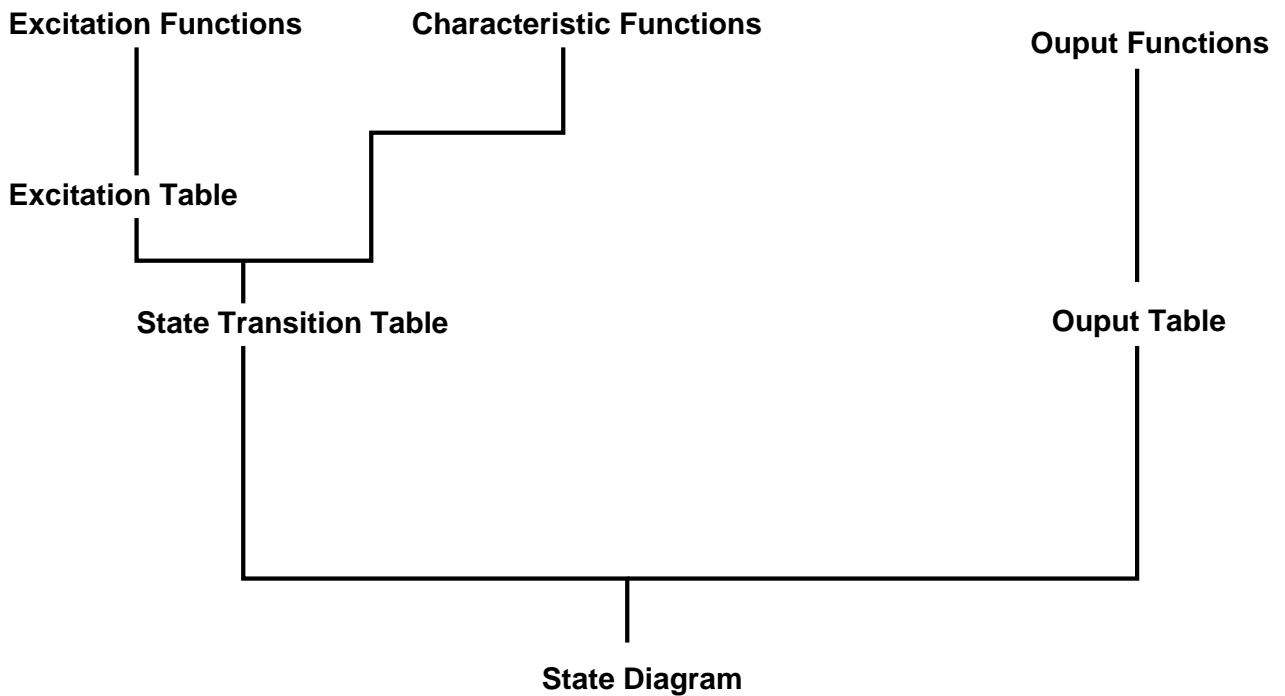 Excitation Functions
Characteristic Functions
Ouput Functions
Excitation Table
State Transition Table
Ouput Table
State Diagram